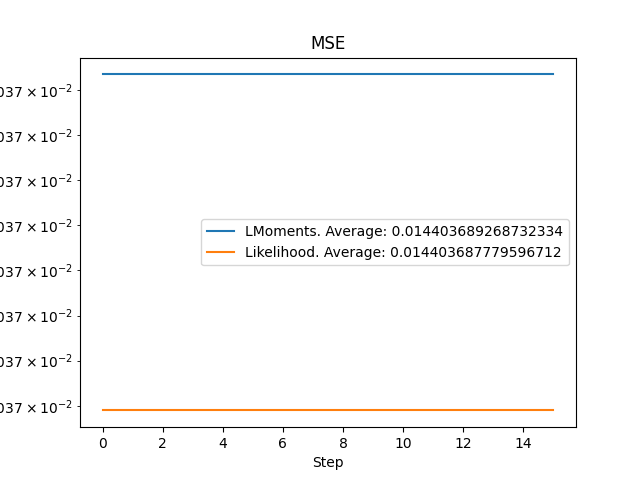 MSE
037 × 10⁻²
037 × 10⁻²
037 × 10⁻²
037 × 10⁻²
037 × 10⁻²
037 × 10⁻²
037 × 10⁻²
037 × 10⁻²
LMoments. Average: 0.014403689268732334
Likelihood. Average: 0.014403687779596712
0 2 4 6 8 10 12 14
Step